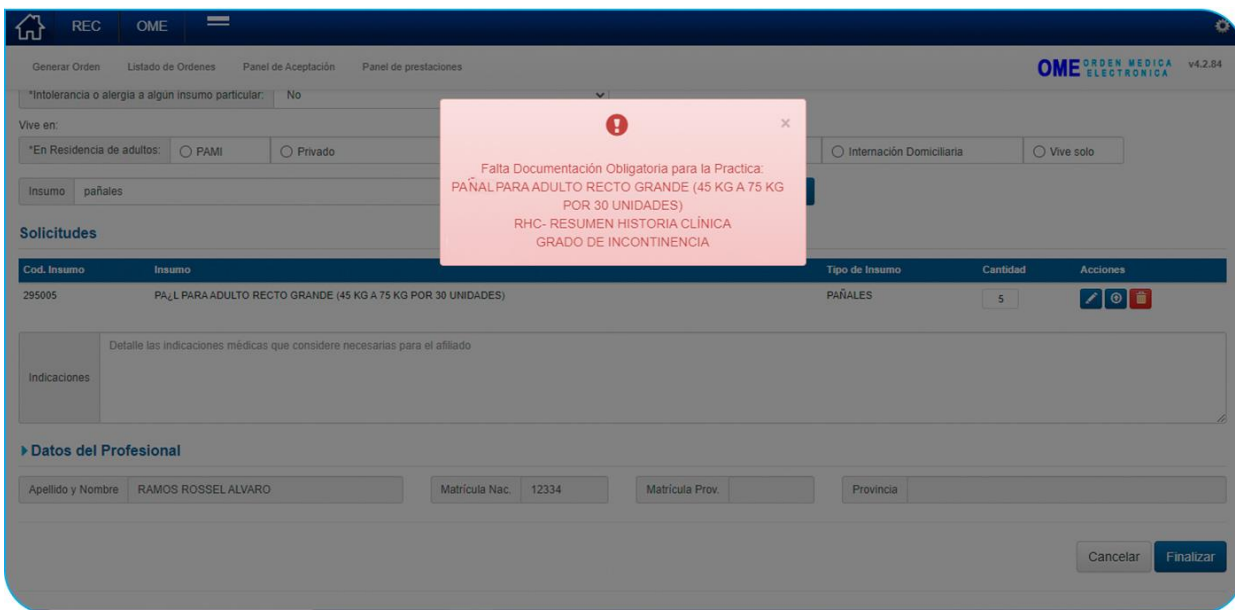 REC OME
Generar Orden Listado de Ordenes Panel de Aceptación Panel de prestaciones OME ORDEN MEDICA ELECTRONICA v4.2.84
*Intolerancia o alergia a algun insumo particular: No
Vive en:
*En Residencia de adultos: PAMI Privado Internación Domiciliaria Vive solo
Insumo pañales
×
Falta Documentación Obligatoria para la Practica:
PAÑAL PARA ADULTO RECTO GRANDE (45 KG A 75 KG
POR 30 UNIDADES)
RHC- RESUMEN HISTORIA CLÍNICA
GRADO DE INCONTINENCIA
Solicitudes
Cod. Insumo Insumo Tipo de Insumo Cantidad Acciones
295005 PA¿L PARA ADULTO RECTO GRANDE (45 KG A 75 KG POR 30 UNIDADES) PAÑALES 5
Indicaciones Detalle las indicaciones médicas que considere necesarias para el afiliado
Datos del Profesional
Apellido y Nombre RAMOS ROSSEL ALVARO Matrícula Nac. 12334 Matrícula Prov. Provincia
Cancelar Finalizar